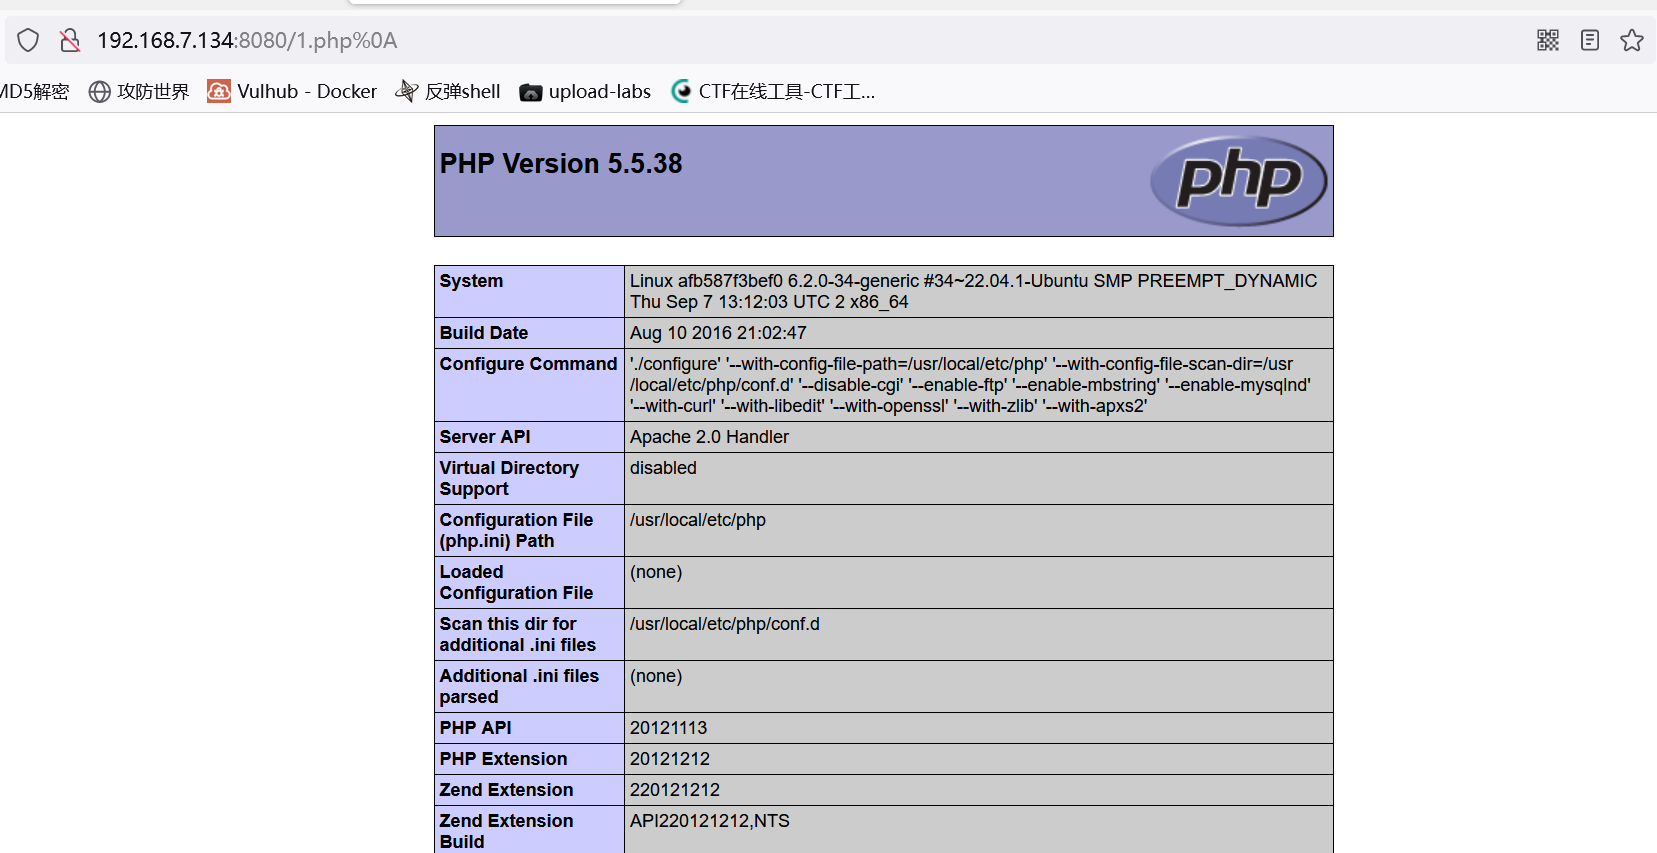 192.168.7.134:8080/1.php%0A
MD5解密 攻防世界 Vulhub - Docker 反弹shell upload-labs CTF在线工具-CTF工...
PHP Version 5.5.38
php
System
Linux afb587f3bef0 6.2.0-34-generic #34~22.04.1-Ubuntu SMP PREEMPT_DYNAMIC
Thu Sep 7 13:12:03 UTC 2 x86_64
Build Date
Aug 10 2016 21:02:47
Configure Command
'./configure' '--with-config-file-path=/usr/local/etc/php' '--with-config-file-scan-dir=/usr
/local/etc/php/conf.d' '--disable-cgi' '--enable-ftp' '--enable-mbstring' '--enable-mysqlnd'
'--with-curl' '--with-libedit' '--with-openssl' '--with-zlib' '--with-apxs2'
Server API
Apache 2.0 Handler
Virtual Directory
Support
disabled
Configuration File
(php.ini) Path
/usr/local/etc/php
Loaded
Configuration File
(none)
Scan this dir for
additional .ini files
/usr/local/etc/php/conf.d
Additional .ini files
parsed
(none)
PHP API
20121113
PHP Extension
20121212
Zend Extension
220121212
Zend Extension
Build
API220121212,NTS